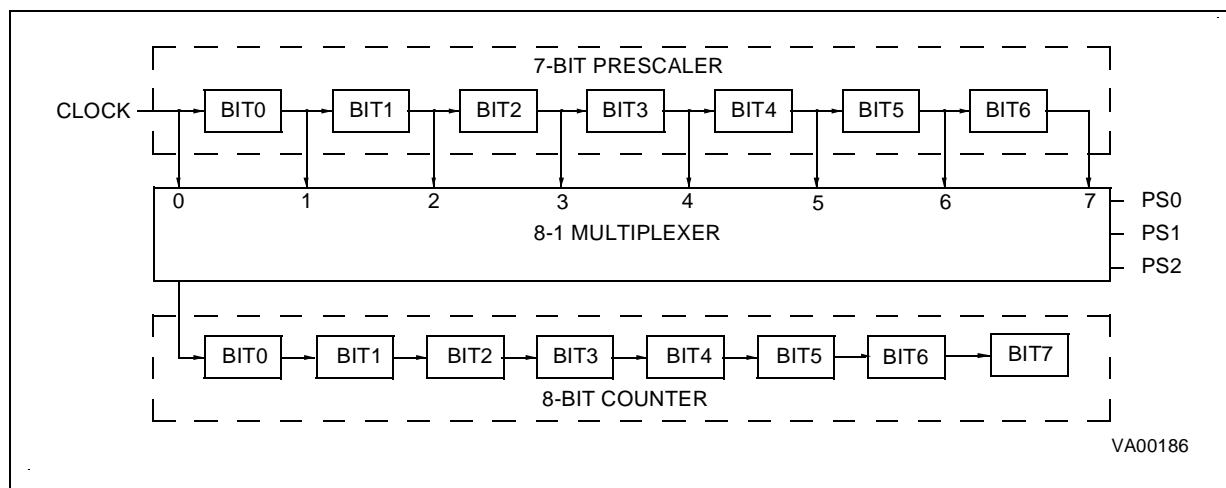 7-BIT PRESCALER
CLOCK BIT0 BIT1 BIT2 BIT3 BIT4 BIT5 BIT6
0 1 2 3 4 5 6 7 PS0
8-1 MULTIPLEXER PS1
PS2
BIT0 BIT1 BIT2 BIT3 BIT4 BIT5 BIT6 BIT7
8-BIT COUNTER
VA00186